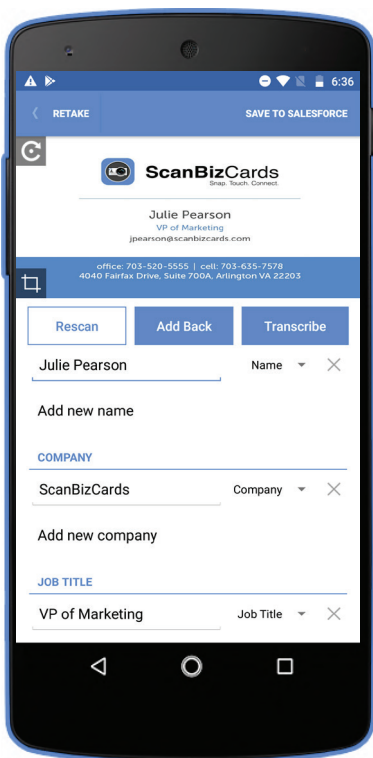 6:36
RETAKE SAVE TO SALESFORCE
ScanBizCards
Snap. Touch. Connect.
Julie Pearson
VP of Marketing
jpearson@scanbizcards.com
office: 703-520-5555 | cell: 703-635-7578
4040 Fairfax Drive, Suite 700A, Arlington VA 22203
Rescan Add Back Transcribe
Julie Pearson Name
Add new name
COMPANY
ScanBizCards Company
Add new company
JOB TITLE
VP of Marketing Job Title